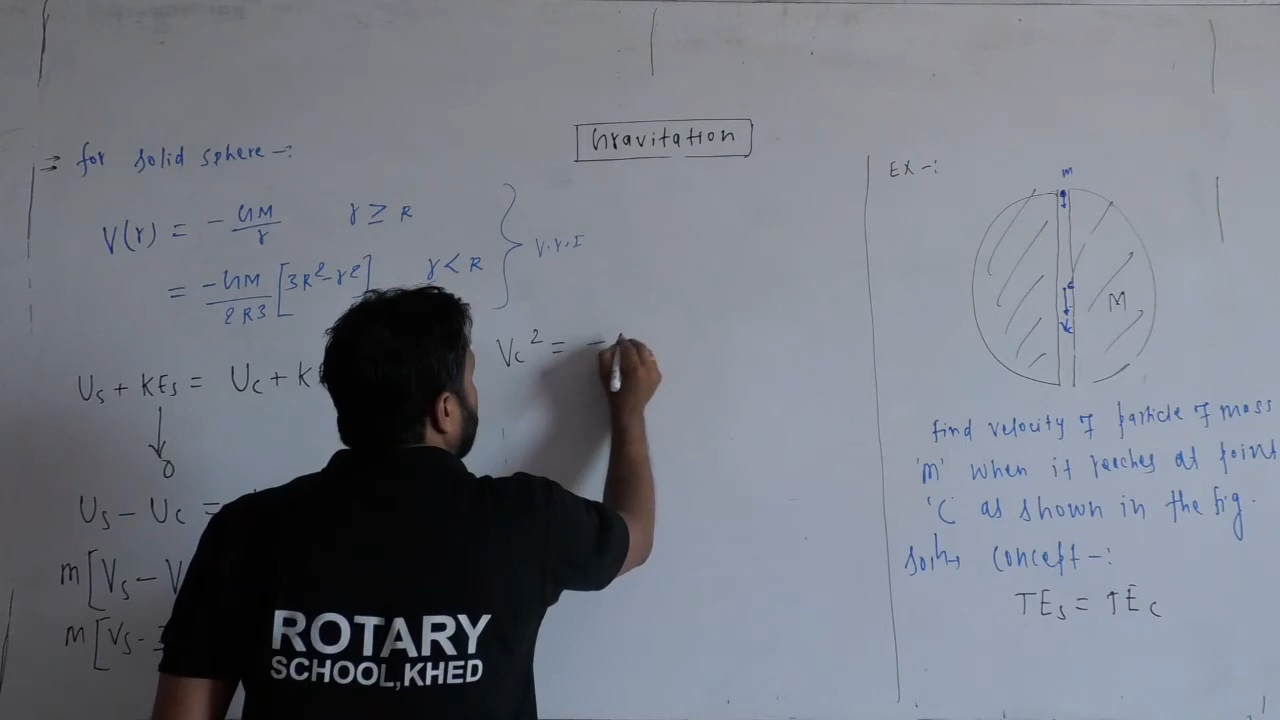 Gravitation
⇒ for solid sphere -:
V(r) = - GM/r r ≥ R
= -GM/2R3 [3R²-r²] r < R
V.V.I
Us + KEs = Uc + K
0
Us - Uc =
m[Vs - V
m[Vs -
Vc² = -
EX -:
m
M
C
find velocity of particle of mass
'm' when it reaches at point
'C' as shown in the fig.
soln→ concept -:
TEs = TEc
ROTARY
SCHOOL,KHED